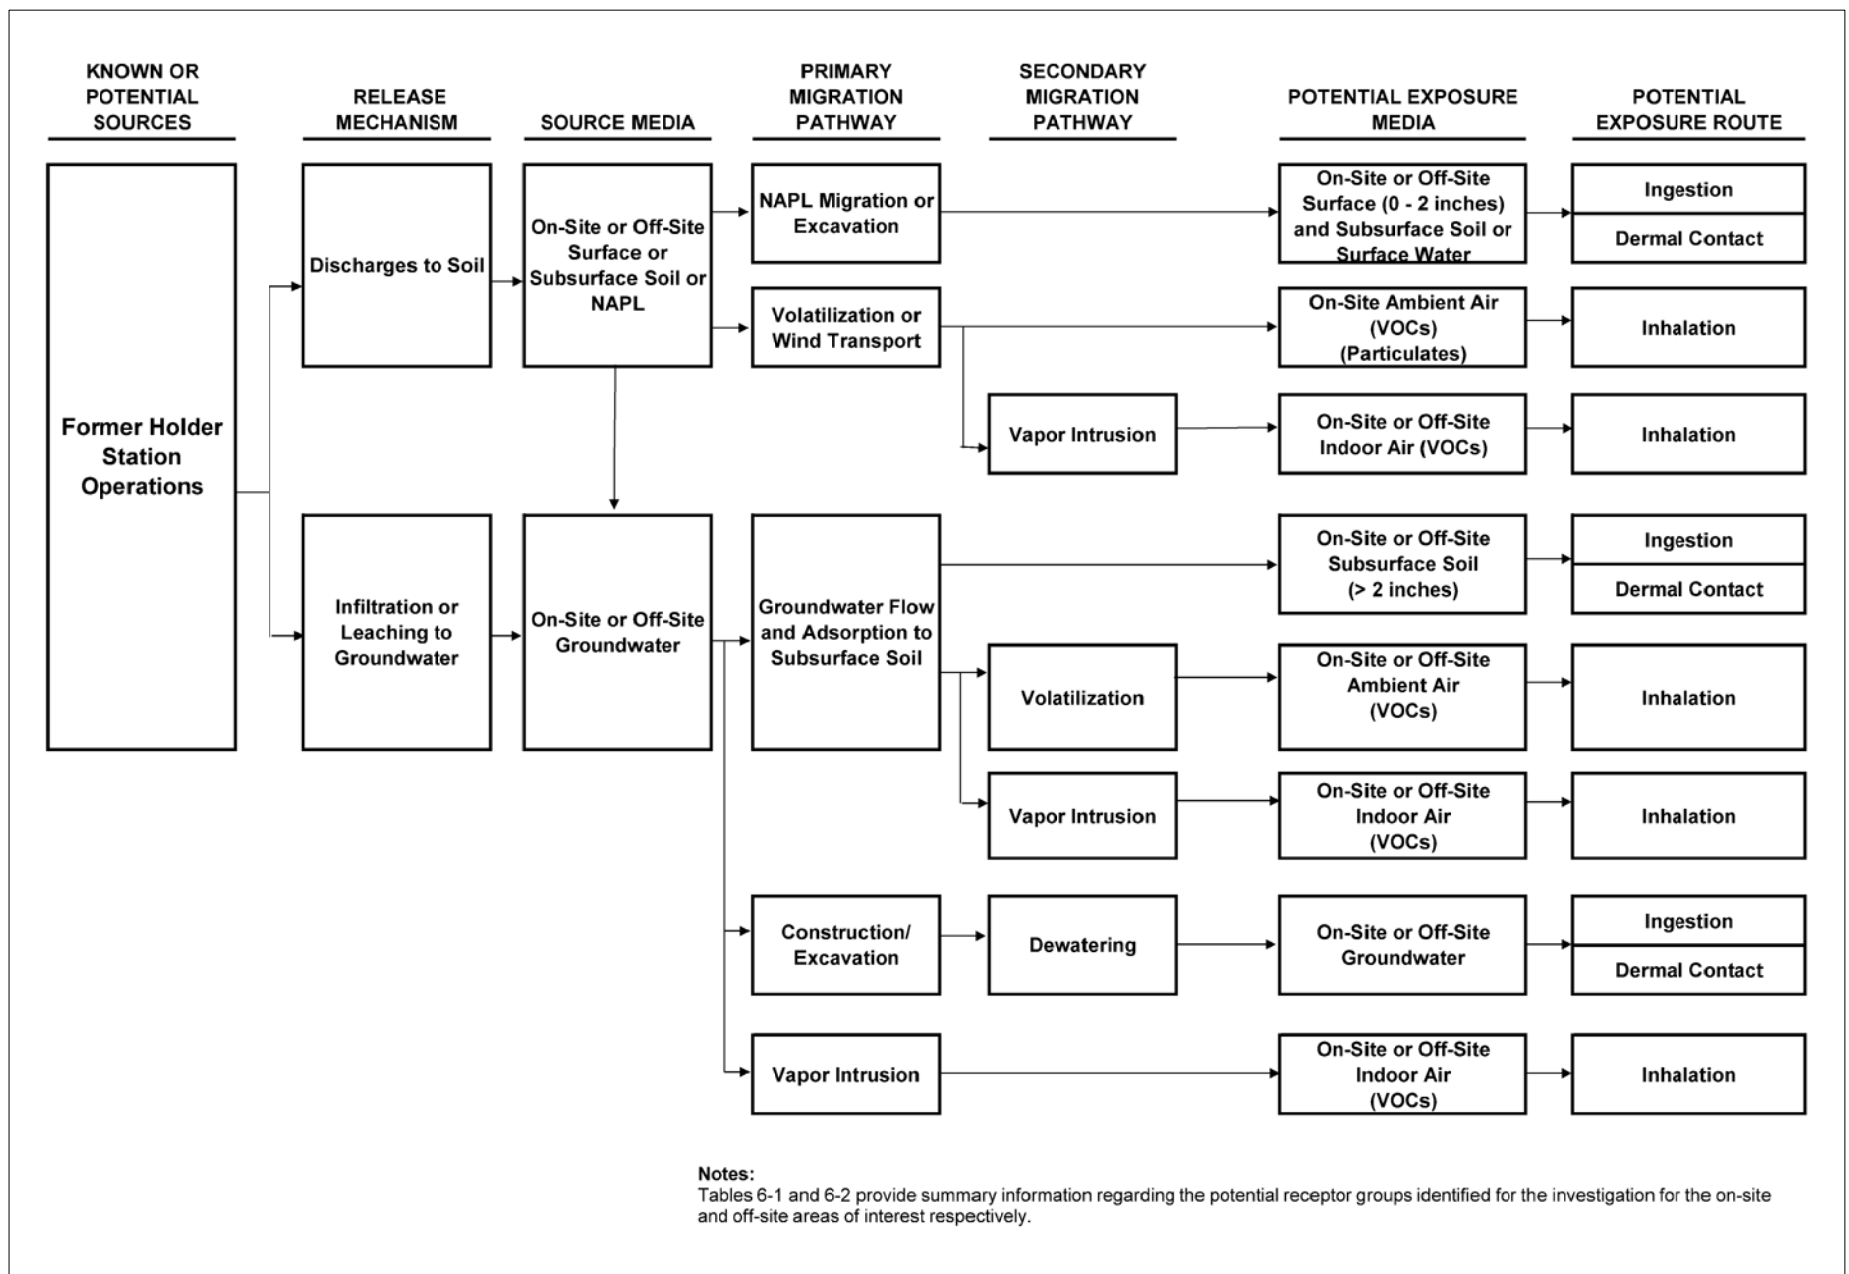 KNOWN OR
POTENTIAL
SOURCES
RELEASE
MECHANISM
SOURCE MEDIA
PRIMARY
MIGRATION
PATHWAY
SECONDARY
MIGRATION
PATHWAY
POTENTIAL EXPOSURE
MEDIA
POTENTIAL
EXPOSURE ROUTE
Former Holder
Station
Operations
Discharges to Soil
On-Site or Off-Site
Surface or
Subsurface Soil or
NAPL
NAPL Migration or
Excavation
On-Site or Off-Site
Surface (0 - 2 inches)
and Subsurface Soil or
Surface Water
Ingestion
Dermal Contact
Volatilization or
Wind Transport
On-Site Ambient Air
(VOCs)
(Particulates)
Inhalation
Vapor Intrusion
On-Site or Off-Site
Indoor Air (VOCs)
Inhalation
Infiltration or
Leaching to
Groundwater
On-Site or Off-Site
Groundwater
Groundwater Flow
and Adsorption to
Subsurface Soil
On-Site or Off-Site
Subsurface Soil
(> 2 inches)
Ingestion
Dermal Contact
Volatilization
On-Site or Off-Site
Ambient Air
(VOCs)
Inhalation
Vapor Intrusion
On-Site or Off-Site
Indoor Air
(VOCs)
Inhalation
Construction/
Excavation
Dewatering
On-Site or Off-Site
Groundwater
Ingestion
Dermal Contact
Vapor Intrusion
On-Site or Off-Site
Indoor Air
(VOCs)
Inhalation
Notes:
Tables 6-1 and 6-2 provide summary information regarding the potential receptor groups identified for the investigation for the on-site
and off-site areas of interest respectively.